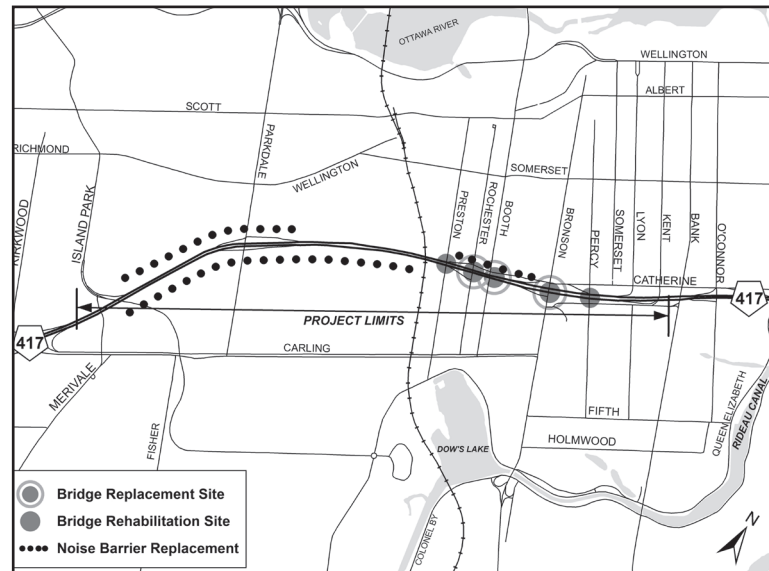 OTTAWA RIVER
WELLINGTON
ALBERT
SCOTT
PARKDALE
RICHMOND
WELLINGTON
SOMERSET
KIRKWOOD
ISLAND PARK
PRESTON
ROCHESTER
BOOTH
BRONSON
PERCY
SOMERSET
LYON
KENT
BANK
O'CONNOR
CATHERINE
417
417
PROJECT LIMITS
CARLING
MERIVALE
FISHER
FIFTH
HOLMWOOD
QUEEN ELIZABETH
RIDEAU CANAL
DOW'S LAKE
COLONEL BY
Bridge Replacement Site
Bridge Rehabilitation Site
Noise Barrier Replacement
N